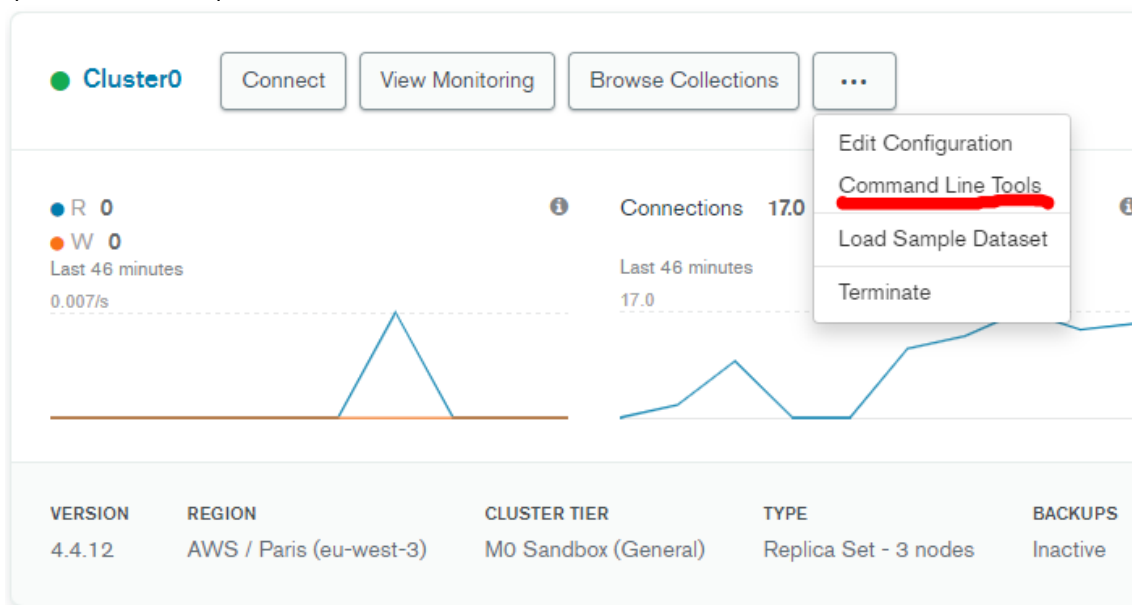 Cluster0 Connect View Monitoring Browse Collections ...
Edit Configuration
Command Line Tools
Load Sample Dataset
Terminate
R 0
W 0
Last 46 minutes
0.007/s
Connections 17.0
Last 46 minutes
17.0
VERSION REGION CLUSTER TIER TYPE BACKUPS
4.4.12 AWS / Paris (eu-west-3) M0 Sandbox (General) Replica Set - 3 nodes Inactive